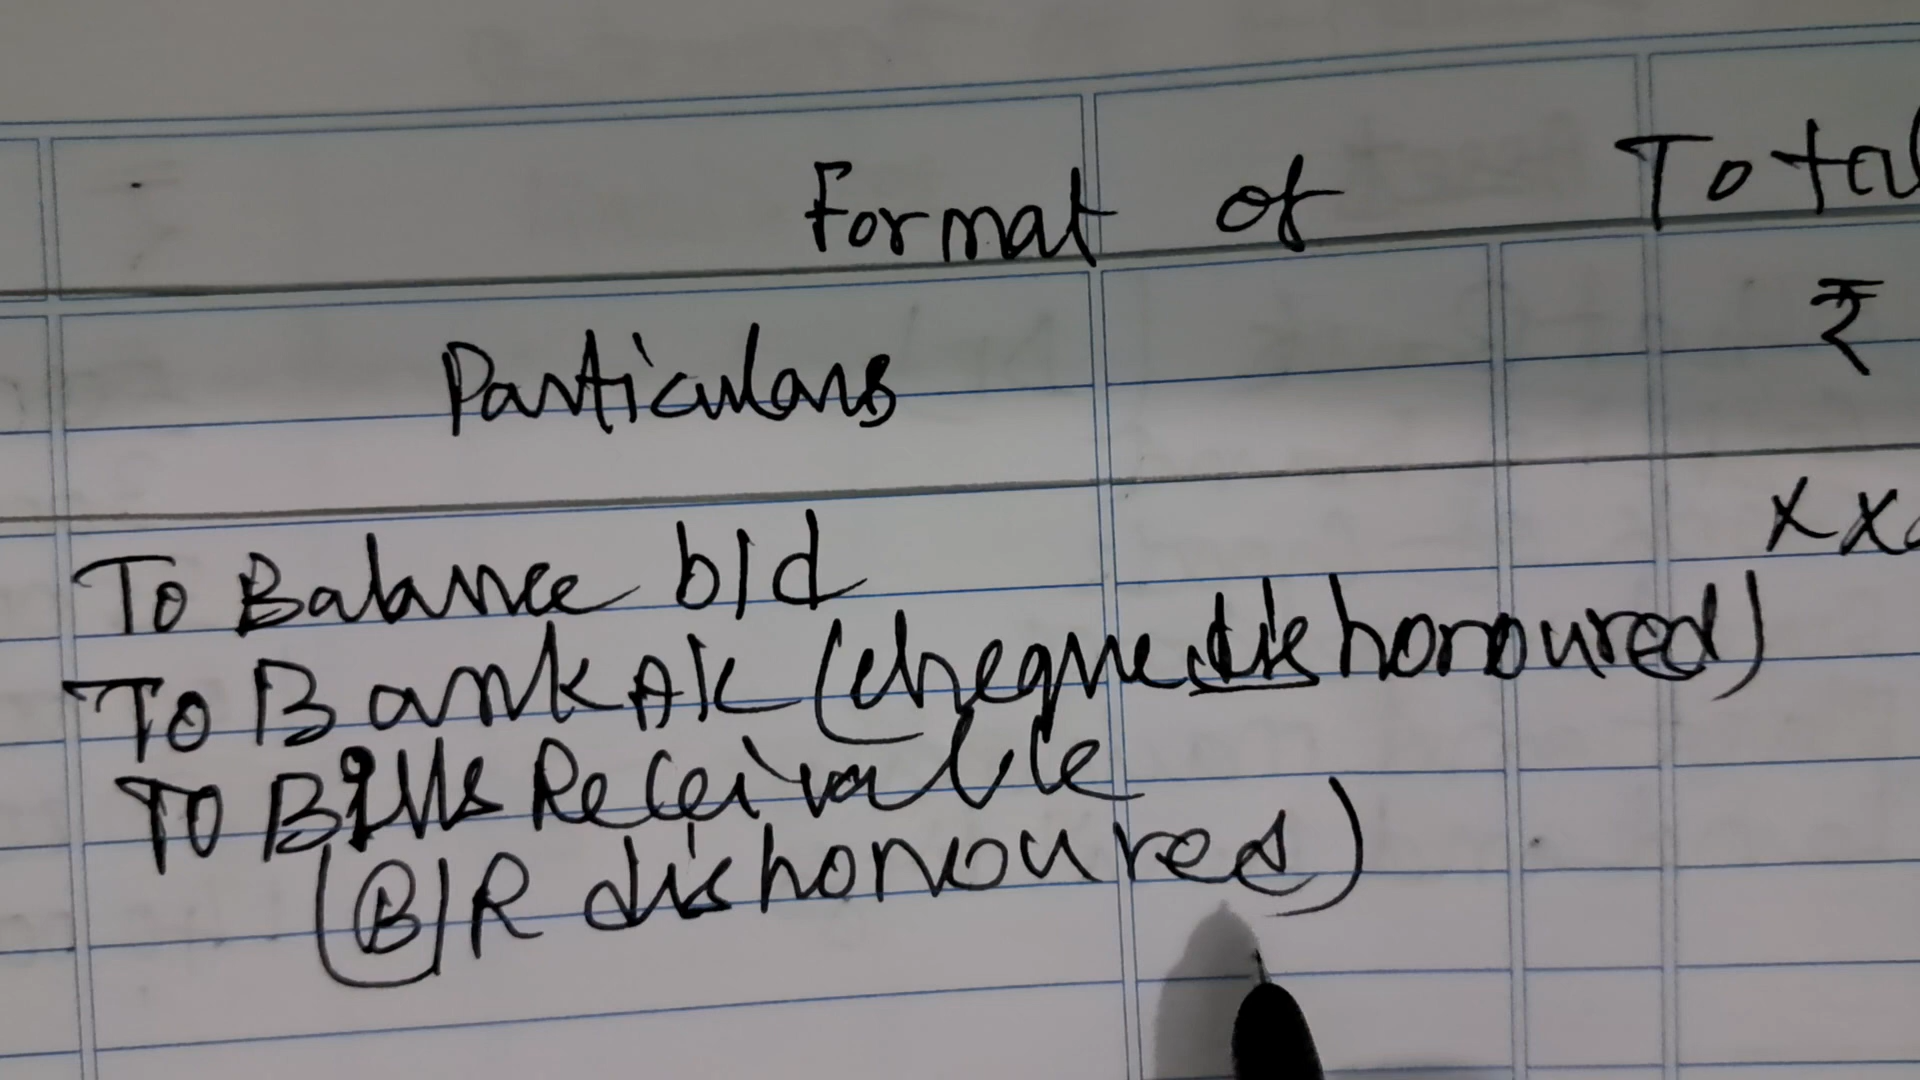 Format of Total
Particulars ₹
To Balance b/d xx
To Bank A/c (cheque dishonoured)
To Bills Receivable
(B/R dishonoured)